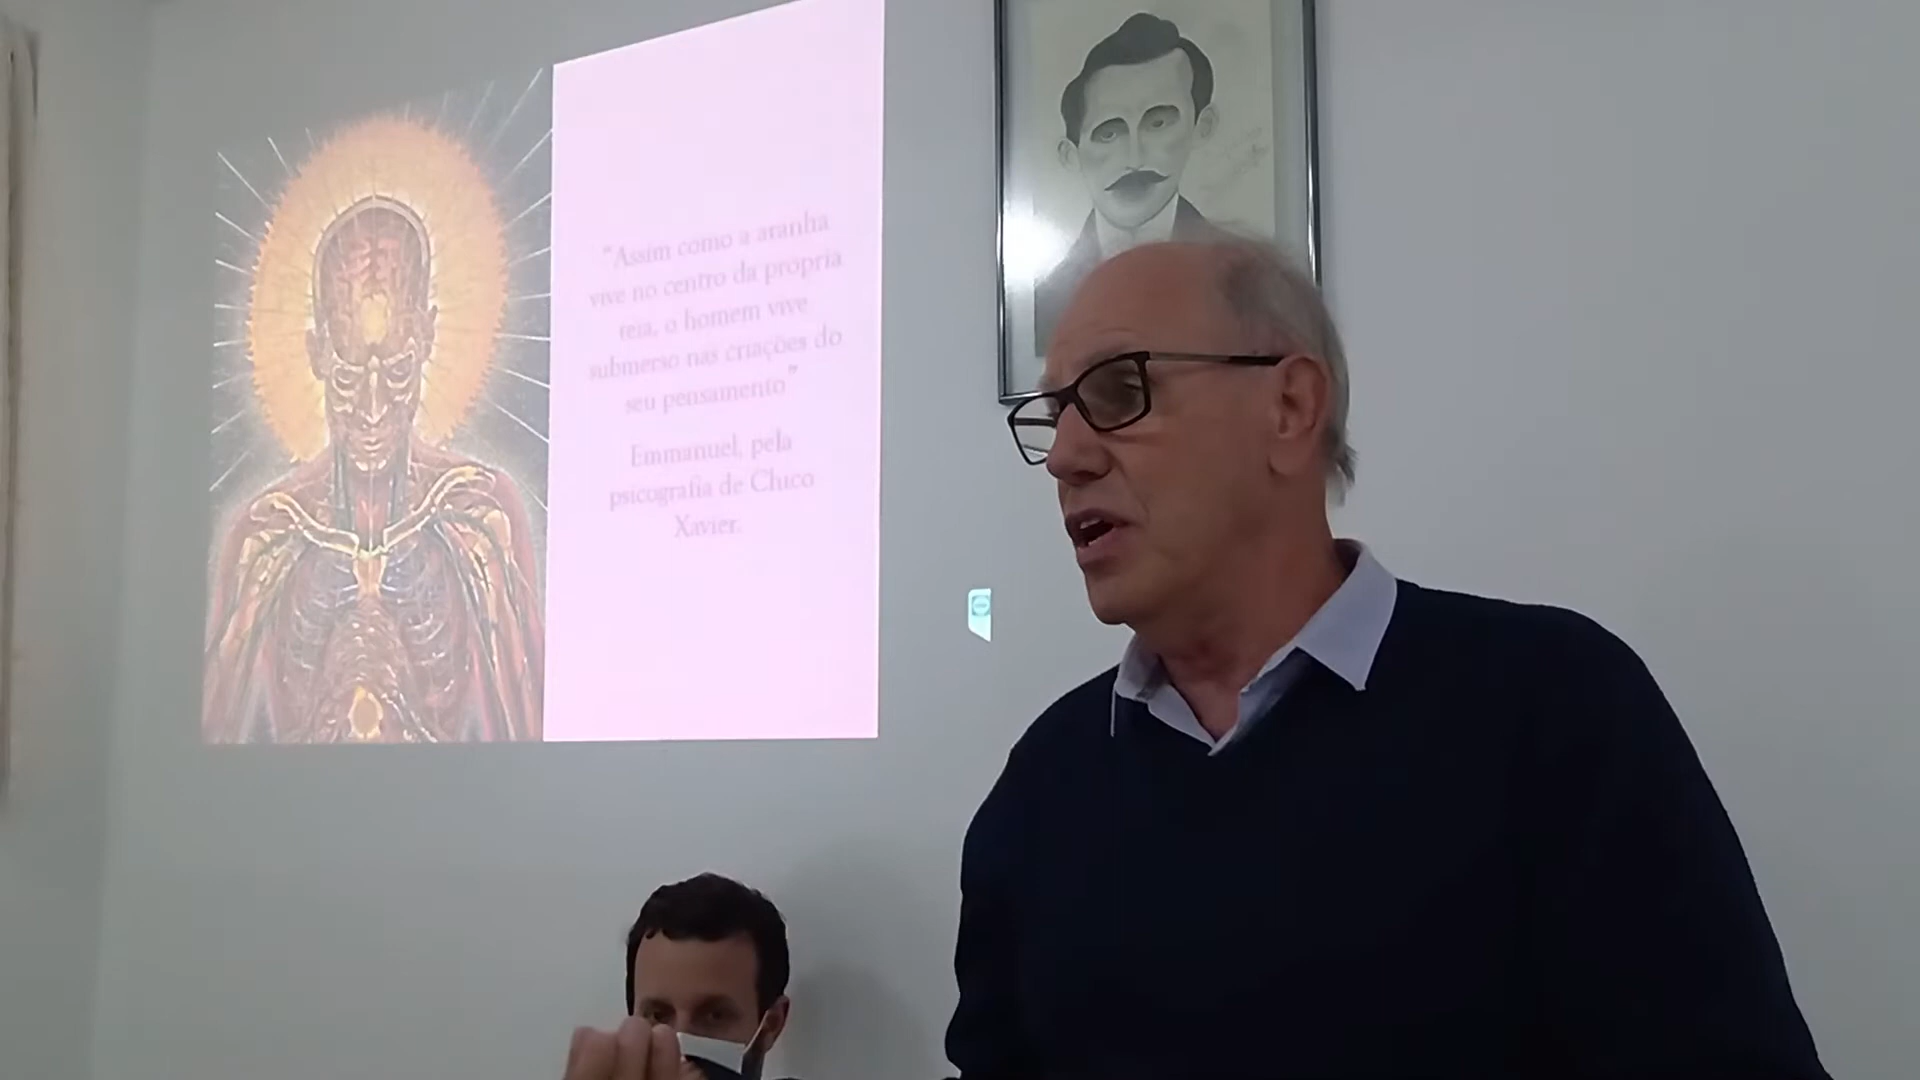 “Assim como a aranha
vive no centro da própria
teia, o homem vive
submerso nas criações do
seu pensamento”
Emmanuel, pela
psicografia de Chico
Xavier.